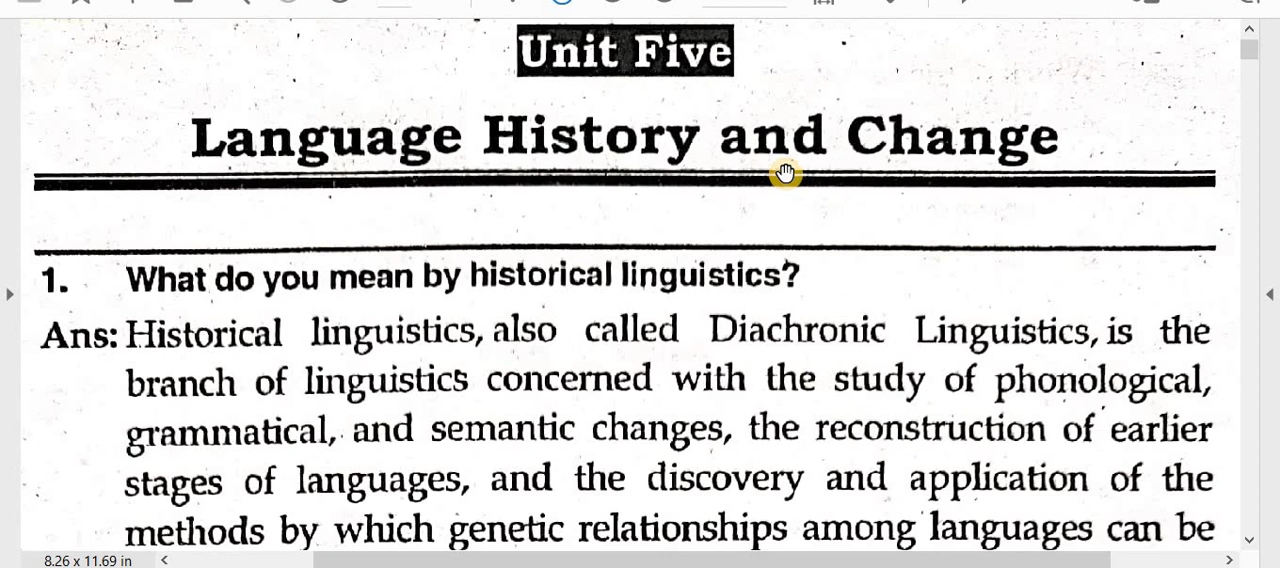 Unit Five
Language History and Change
1. What do you mean by historical linguistics?
Ans: Historical linguistics, also called Diachronic Linguistics, is the
branch of linguistics concerned with the study of phonological,
grammatical, and semantic changes, the reconstruction of earlier
stages of languages, and the discovery and application of the
methods by which genetic relationships among languages can be
8.26 x 11.69 in